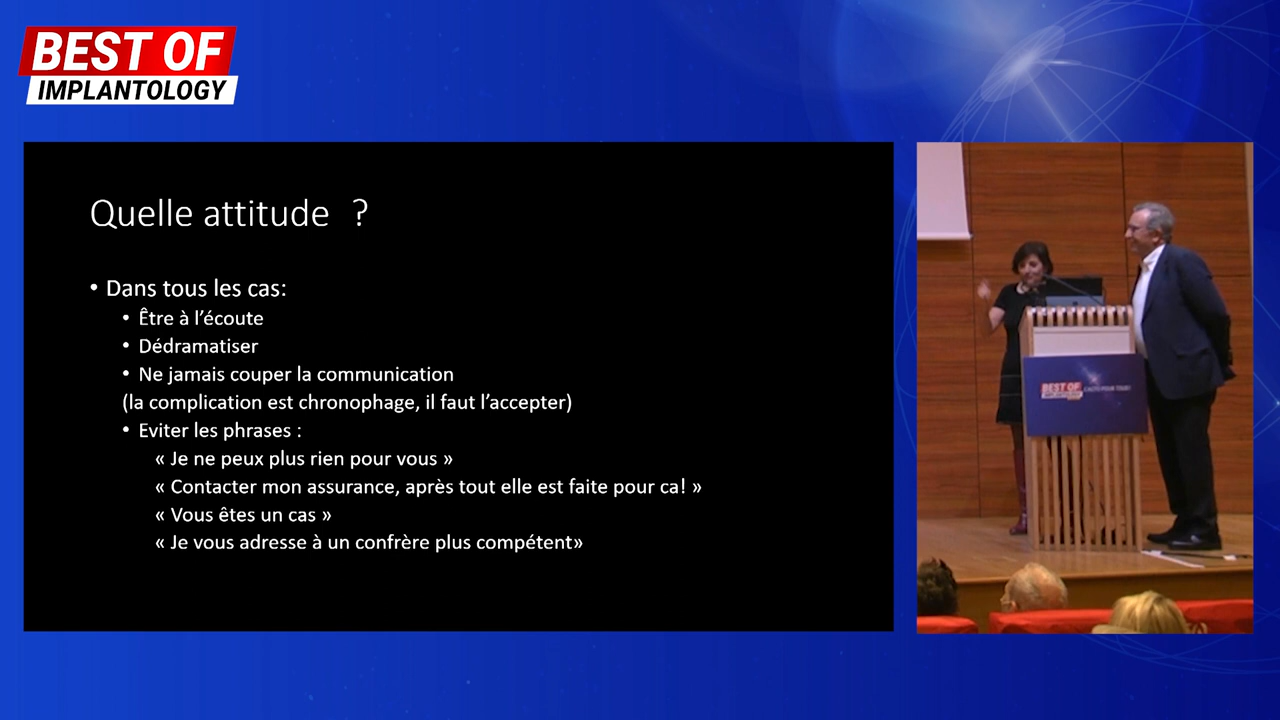 BEST OF
IMPLANTOLOGY
Quelle attitude ?
• Dans tous les cas:
• Être à l’écoute
• Dédramatiser
• Ne jamais couper la communication
(la complication est chronophage, il faut l’accepter)
• Eviter les phrases :
« Je ne peux plus rien pour vous »
« Contacter mon assurance, après tout elle est faite pour ca! »
« Vous êtes un cas »
« Je vous adresse à un confrère plus compétent»
BEST OF
IMPLANTOLOGY